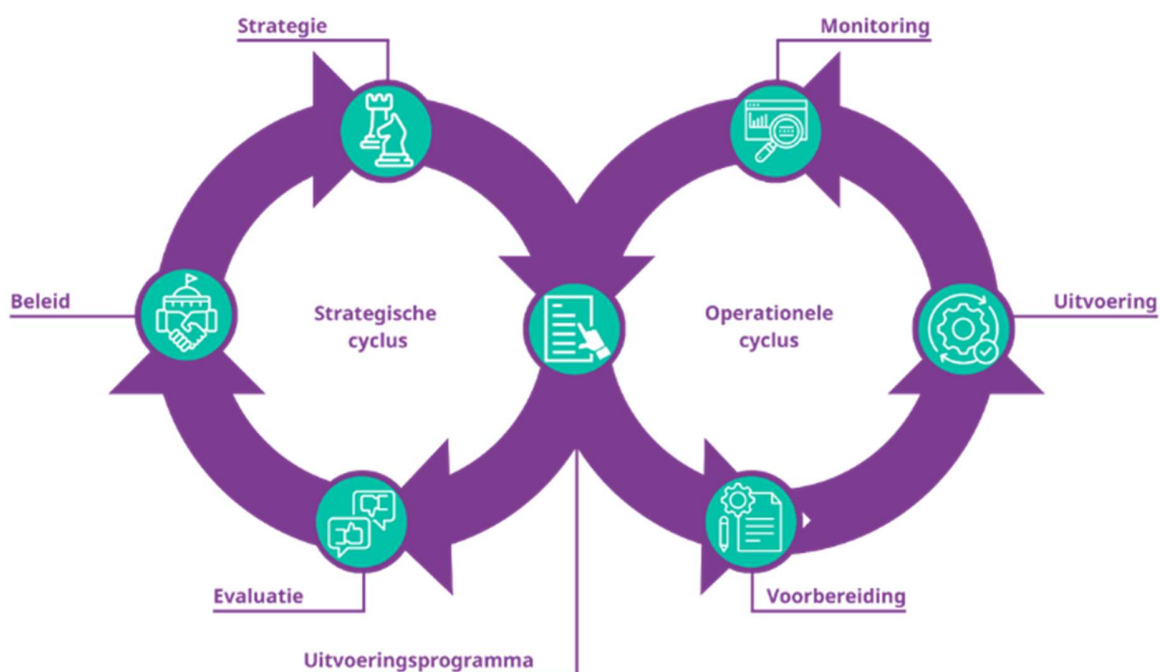 Strategie
Monitoring
Beleid
Strategische
cyclus
Operationele
cyclus
Uitvoering
Evaluatie
Voorbereiding
Uitvoeringsprogramma